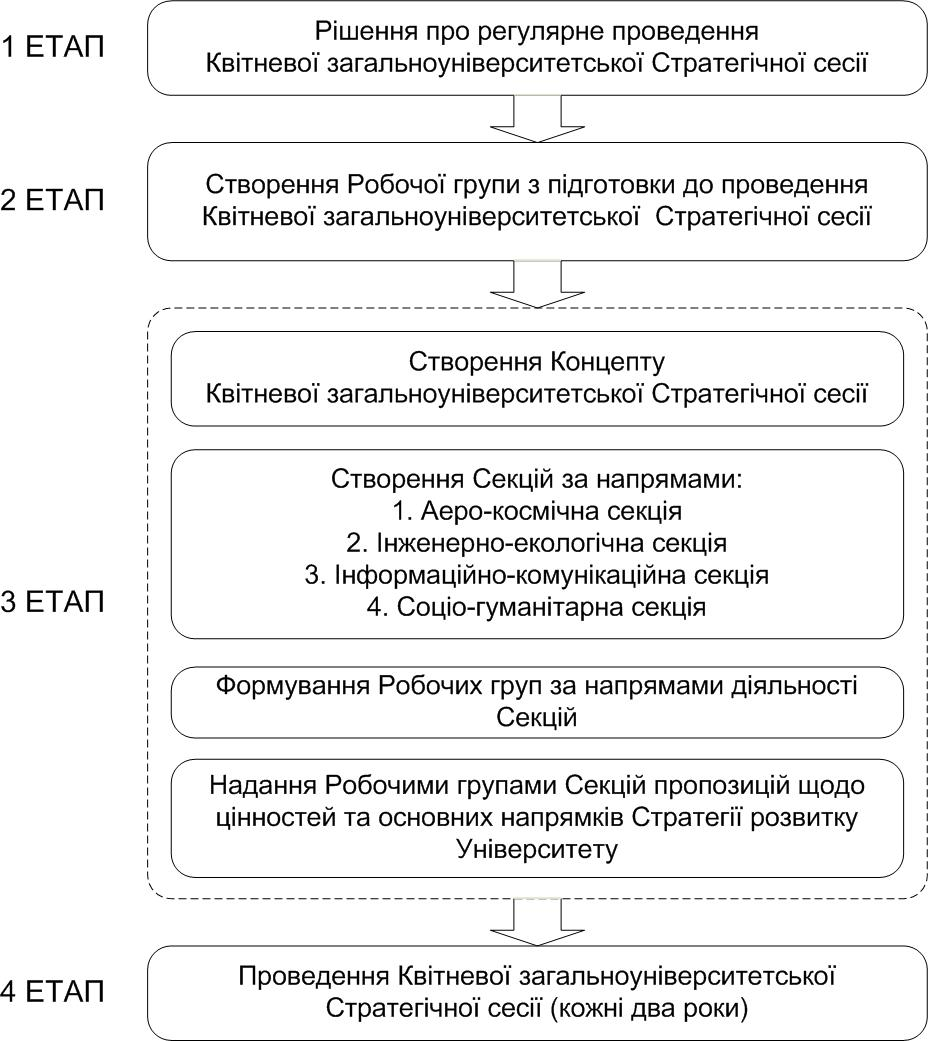 1 ЕТАП
Рішення про регулярне проведення
Квітневої загальноуніверситетської Стратегічної сесії
2 ЕТАП
Створення Робочої групи з підготовки до проведення
Квітневої загальноуніверситетської Стратегічної сесії
3 ЕТАП
Створення Концепту
Квітневої загальноуніверситетської Стратегічної сесії
Створення Секцій за напрямами:
1. Аеро-космічна секція
2. Інженерно-екологічна секція
3. Інформаційно-комунікаційна секція
4. Соціо-гуманітарна секція
Формування Робочих груп за напрямами діяльності
Секцій
Надання Робочими групами Секцій пропозицій щодо
цінностей та основних напрямків Стратегії розвитку
Університету
4 ЕТАП
Проведення Квітневої загальноуніверситетської
Стратегічної сесії (кожні два роки)